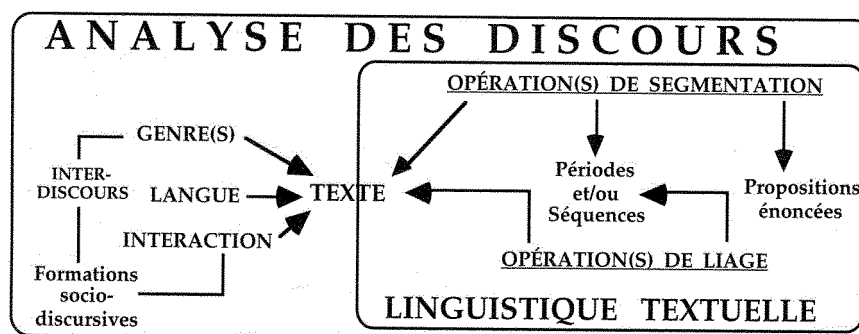 ANALYSE DES DISCOURS
OPÉRATION(S) DE SEGMENTATION
GENRE(S)
INTER-
DISCOURS
LANGUE
TEXTE
INTERACTION
Formations
socio-
discursives
Périodes
et/ou
Séquences
Propositions
énoncées
OPÉRATION(S) DE LIAGE
LINGUISTIQUE TEXTUELLE